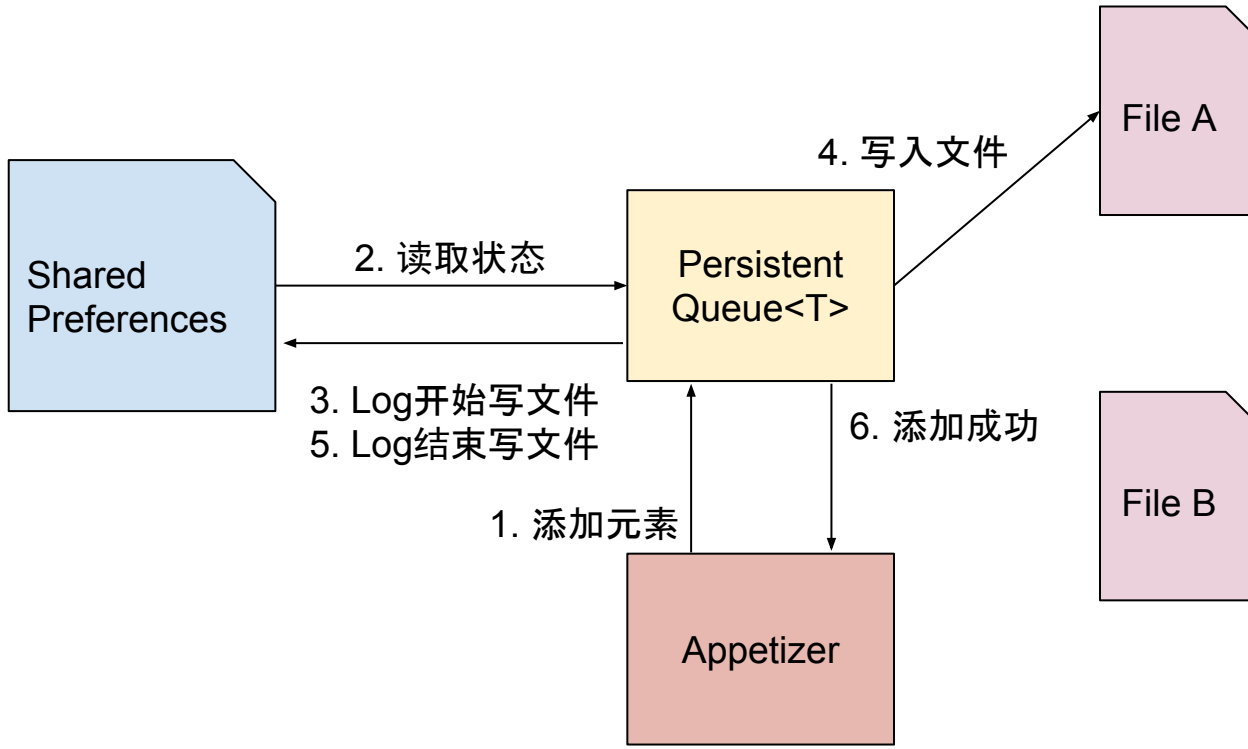 File A
4. 写入文件
Shared
Preferences
2. 读取状态
Persistent
Queue<T>
3. Log开始写文件
5. Log结束写文件
6. 添加成功
File B
1. 添加元素
Appetizer